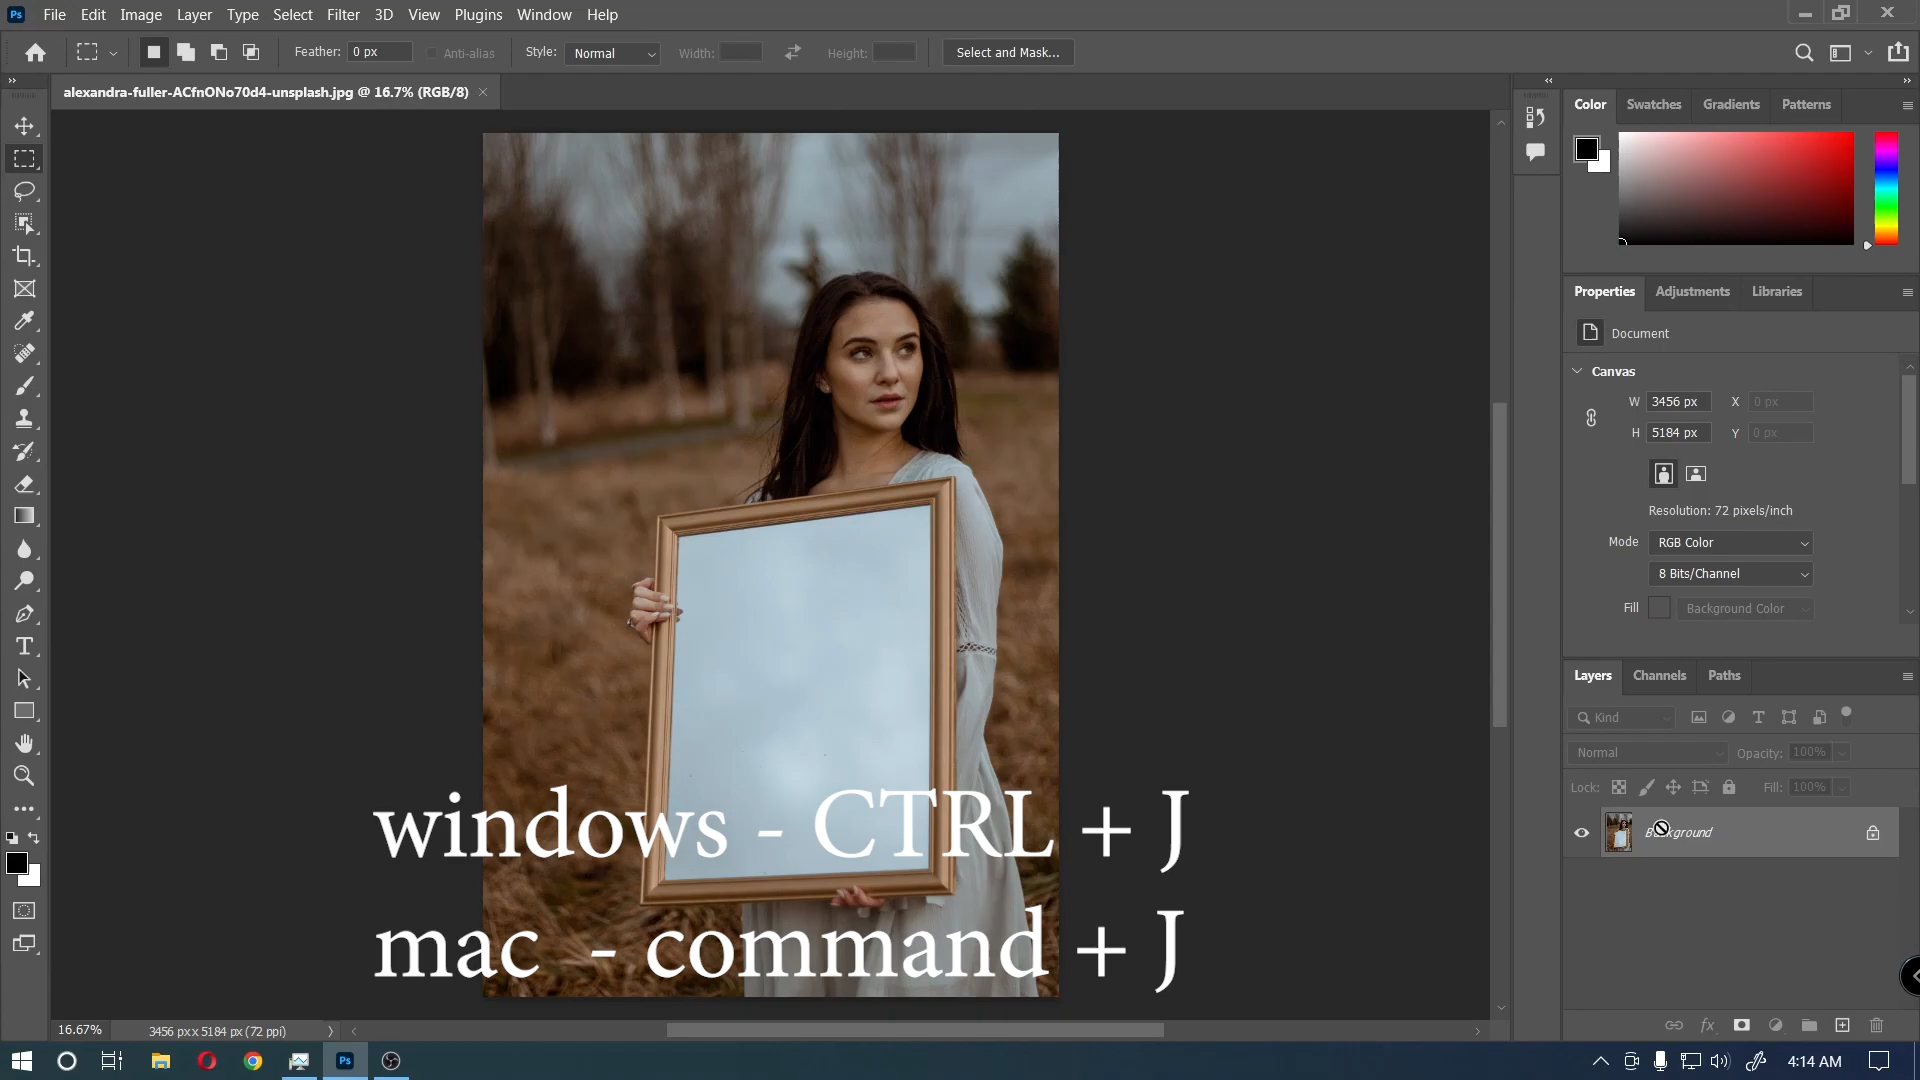 Ps File Edit Image Layer Type Select Filter 3D View Plugins Window Help
Feather: 0 px Anti-alias Style: Normal Width: Height: Select and Mask...
alexandra-fuller-ACfnONo70d4-unsplash.jpg @ 16.7% (RGB/8)
Color Swatches Gradients Patterns
Properties Adjustments Libraries
Document
Canvas
W 3456 px X 0 px
H 5184 px Y 0 px
Resolution: 72 pixels/inch
Mode RGB Color
8 Bits/Channel
Fill Background Color
Layers Channels Paths
Kind
Normal Opacity: 100%
Lock: Fill: 100%
Background
windows - CTRL + J
mac - command + J
fx
16.67% 3456 px x 5184 px (72 ppi)
Ps 4:14 AM